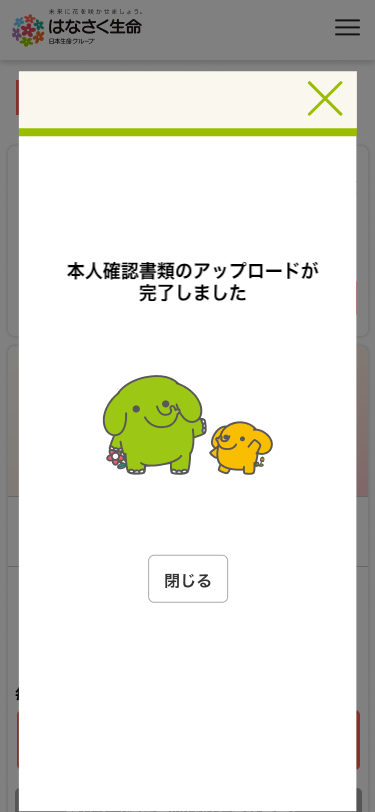 未来に花を咲かせましょう。
はなさく生命
日本生命グループ
本人確認書類のアップロードが
完了しました
閉じる